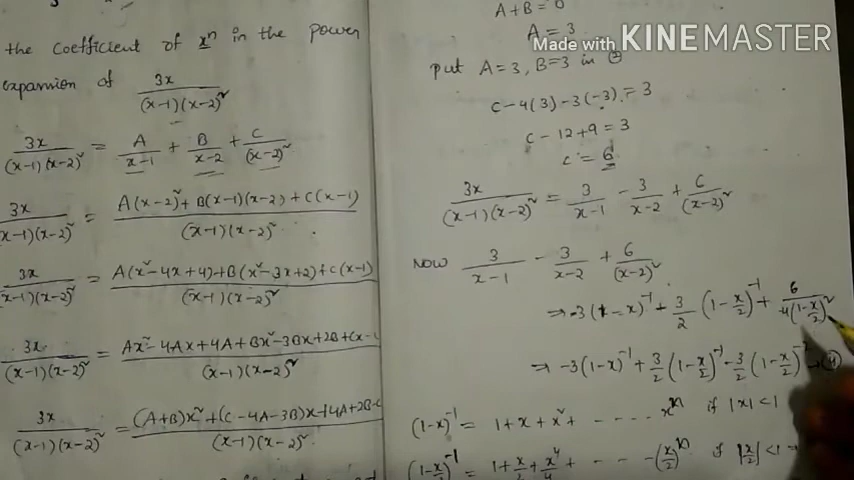 the coefficient of xⁿ in the power
expansion of 3x/(x-1)(x-2)²
3x/(x-1)(x-2)² = A/(x-1) + B/(x-2) + C/(x-2)²
3x/(x-1)(x-2)² = A(x-2)²+B(x-1)(x-2)+C(x-1)/(x-1)(x-2)²
3x/(x-1)(x-2)² = A(x²-4x+4)+B(x²-3x+2)+C(x-1)/(x-1)(x-2)²
3x/(x-1)(x-2)² = Ax²-4Ax+4A+Bx²-3Bx+2B+Cx-/(x-1)(x-2)²
3x/(x-1)(x-2)² = (A+B)x²+(C-4A-3B)x+4A+2B-C/(x-1)(x-2)²
A+B=0
A=3
Made with KINEMASTER
put A=3, B=3 in ②
C-4(3)-3(-3)=3
C-12+9=3
C=6
3x/(x-1)(x-2)² = 3/(x-1) - 3/(x-2) + C/(x-2)²
NOW 3/(x-1) - 3/(x-2) + 6/(x-2)²
⇒ -3(1-x)⁻¹ + 3/2 (1-x/2)⁻¹ + 6/4(1-x/2)²
⇒ -3(1-x)⁻¹ + 3/2(1-x/2)⁻¹ - 3/2(1-x/2)⁻² → ④
(1-x)⁻¹ = 1+x+x²+ ---- xⁿ if |x|<1
(1-x/2)⁻¹ = 1+x/2+x⁴/4+ -- -(x/2)ⁿ if |x/2|<1